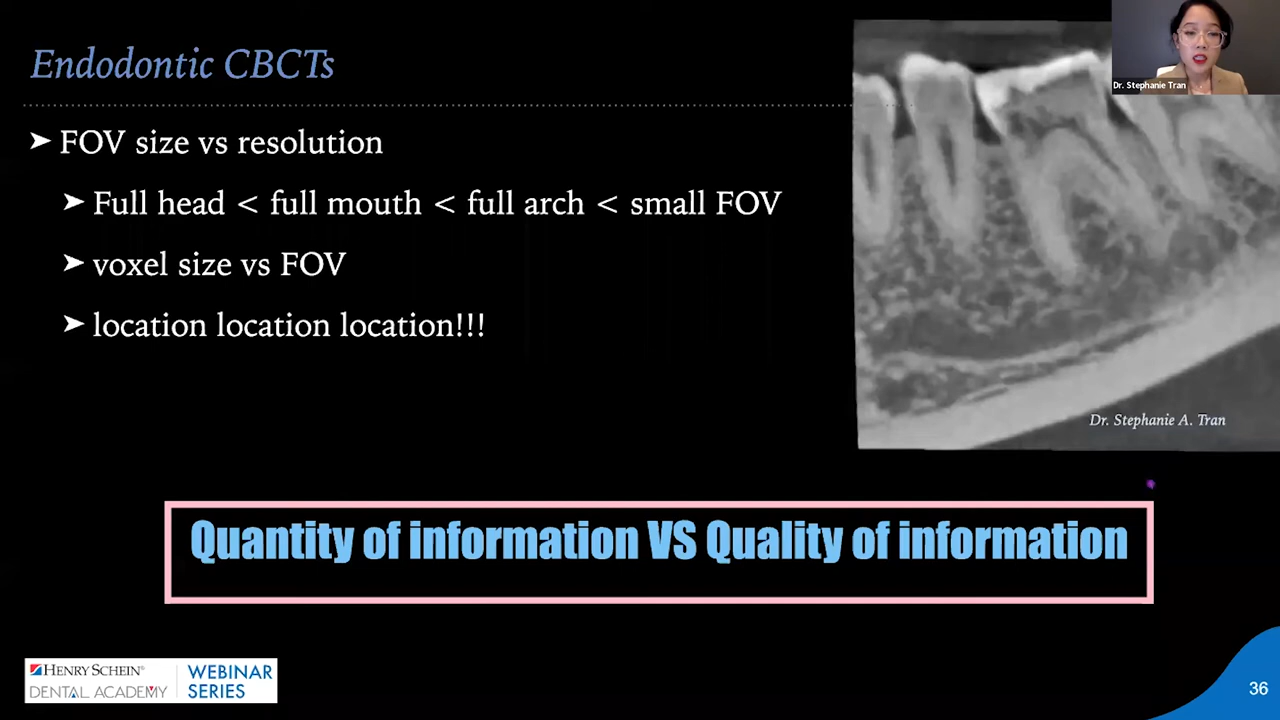 Endodontic CBCTs
Dr. Stephanie Tran
➤ FOV size vs resolution
➤ Full head < full mouth < full arch < small FOV
➤ voxel size vs FOV
➤ location location location!!!
Dr. Stephanie A. Tran
Quantity of information VS Quality of information
HENRY SCHEIN®
DENTAL ACADEMY
WEBINAR
SERIES
36